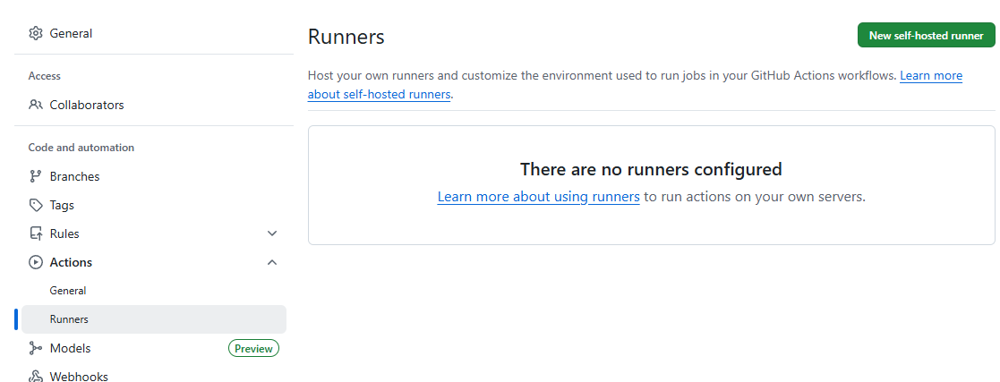 General
Access
Collaborators
Code and automation
Branches
Tags
Rules
Actions
General
Runners
Models Preview
Webhooks
Runners
New self-hosted runner
Host your own runners and customize the environment used to run jobs in your GitHub Actions workflows. Learn more
about self-hosted runners.
There are no runners configured
Learn more about using runners to run actions on your own servers.